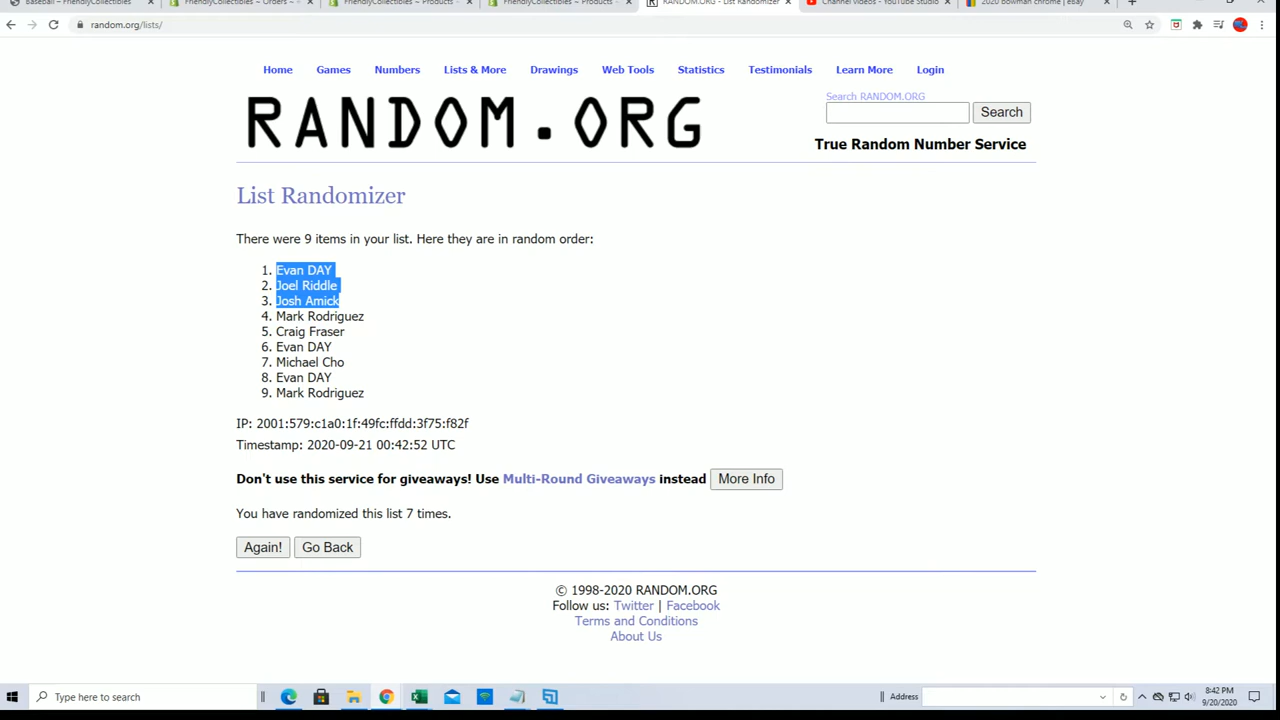 Baseball ~ FriendlyCollectibles
FriendlyCollectibles ~ Orders ~
FriendlyCollectibles ~ Products ~
FriendlyCollectibles ~ Products ~
RANDOM.ORG - List Randomizer
Channel videos - YouTube Studio
2020 bowman chrome | eBay
random.org/lists/
Home Games Numbers Lists & More Drawings Web Tools Statistics Testimonials Learn More Login
RANDOM.ORG
Search RANDOM.ORG
Search
True Random Number Service
List Randomizer
There were 9 items in your list. Here they are in random order:
1. Evan DAY
2. Joel Riddle
3. Josh Amick
4. Mark Rodriguez
5. Craig Fraser
6. Evan DAY
7. Michael Cho
8. Evan DAY
9. Mark Rodriguez
IP: 2001:579:c1a0:1f:49fc:ffdd:3f75:f82f
Timestamp: 2020-09-21 00:42:52 UTC
Don't use this service for giveaways! Use Multi-Round Giveaways instead More Info
You have randomized this list 7 times.
Again! Go Back
© 1998-2020 RANDOM.ORG
Follow us: Twitter | Facebook
Terms and Conditions
About Us
Type here to search
Address
8:42 PM
9/20/2020